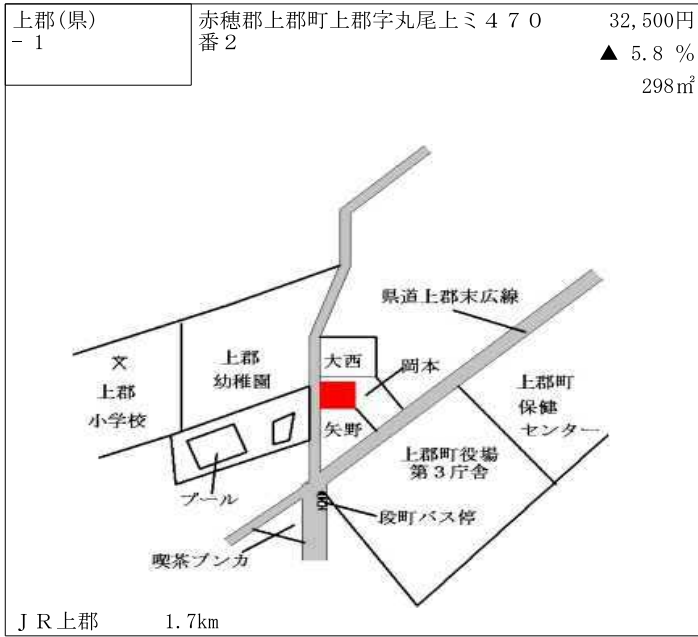 上郡(県)
－1
赤穂郡上郡町上郡字丸尾上ミ４７０
番２
32,500円
▲ 5.8 %
298㎡
県道上郡末広線
大西
岡本
上郡
幼稚園
文
上郡
小学校
矢野
上郡町
保健
センター
上郡町役場
第３庁舎
プール
段町バス停
喫茶ブンカ
ＪＲ上郡 1.7km